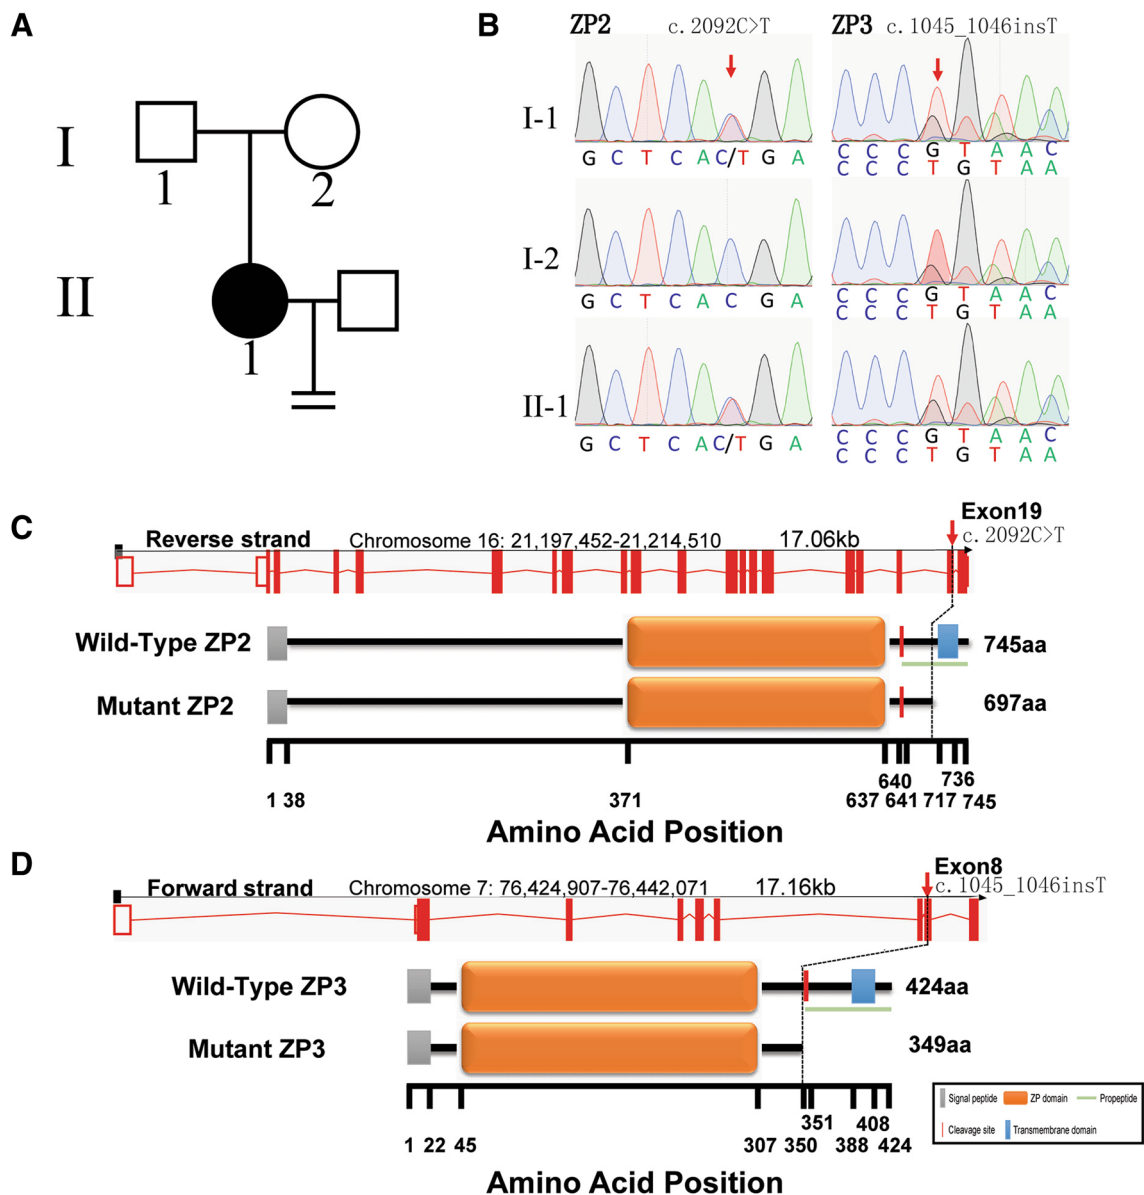 A
I
1
2
II
1
B
ZP2 c.2092C>T
ZP3 c.1045_1046insT
I-1
G C T C A C/T G A
C C C G T A A C
C C C T G T A A
I-2
G C T C A C G A
C C C G T A A C
C C C T G T A A
II-1
G C T C A C/T G A
C C C G T A A C
C C C T G T A A
C
Exon19
Reverse strand Chromosome 16: 21,197,452-21,214,510 17.06kb c.2092C>T
Wild-Type ZP2 745aa
Mutant ZP2 697aa
640 736
1 38 371 637 641 717 745
Amino Acid Position
D
Exon8
Forward strand Chromosome 7: 76,424,907-76,442,071 17.16kb c.1045_1046insT
Wild-Type ZP3 424aa
Mutant ZP3 349aa
351 408
1 22 45 307 350 388 424
Amino Acid Position
Signal peptide ZP domain Propeptide
Cleavage site Transmembrane domain